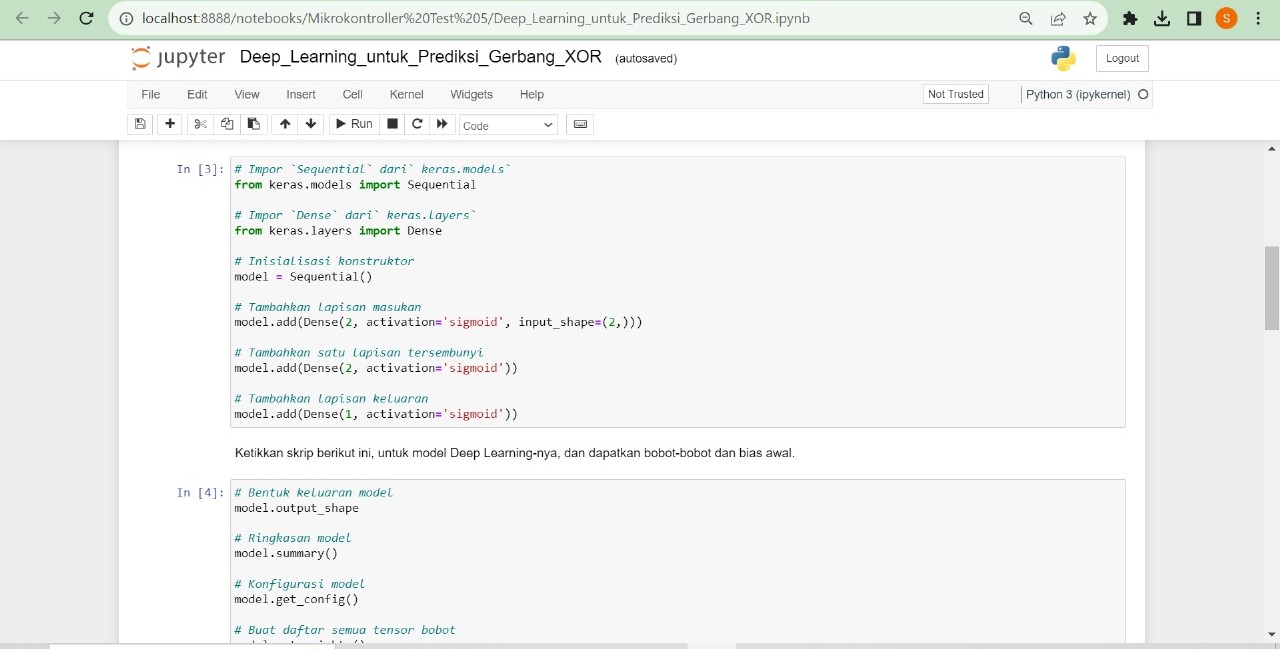 localhost:8888/notebooks/Mikrokontroller%20Test%205/Deep_Learning_untuk_Prediksi_Gerbang_XOR.ipynb
S
jupyter Deep_Learning_untuk_Prediksi_Gerbang_XOR (autosaved)
Logout
File Edit View Insert Cell Kernel Widgets Help
Not Trusted
Python 3 (ipykernel)
Run
Code
In [3]: # Impor `Sequential` dari` keras.models`
from keras.models import Sequential
# Impor `Dense` dari` keras.layers`
from keras.layers import Dense
# Inisialisasi konstruktor
model = Sequential()
# Tambahkan lapisan masukan
model.add(Dense(2, activation='sigmoid', input_shape=(2,)))
# Tambahkan satu lapisan tersembunyi
model.add(Dense(2, activation='sigmoid'))
# Tambahkan lapisan keluaran
model.add(Dense(1, activation='sigmoid'))
Ketikkan skrip berikut ini, untuk model Deep Learning-nya, dan dapatkan bobot-bobot dan bias awal.
In [4]: # Bentuk keluaran model
model.output_shape
# Ringkasan model
model.summary()
# Konfigurasi model
model.get_config()
# Buat daftar semua tensor bobot